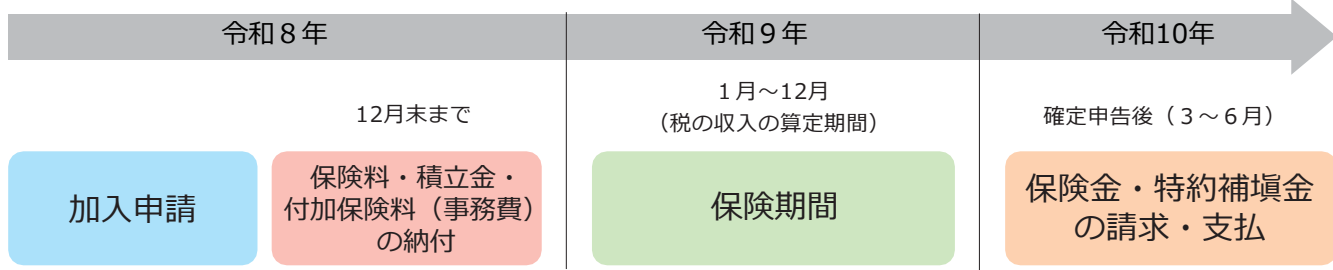 令和８年
令和９年
令和10年
12月末まで
１月～12月
（税の収入の算定期間）
確定申告後（３～６月）
加入申請
保険料・積立金・
付加保険料（事務費）
の納付
保険期間
保険金・特約補塡金
の請求・支払